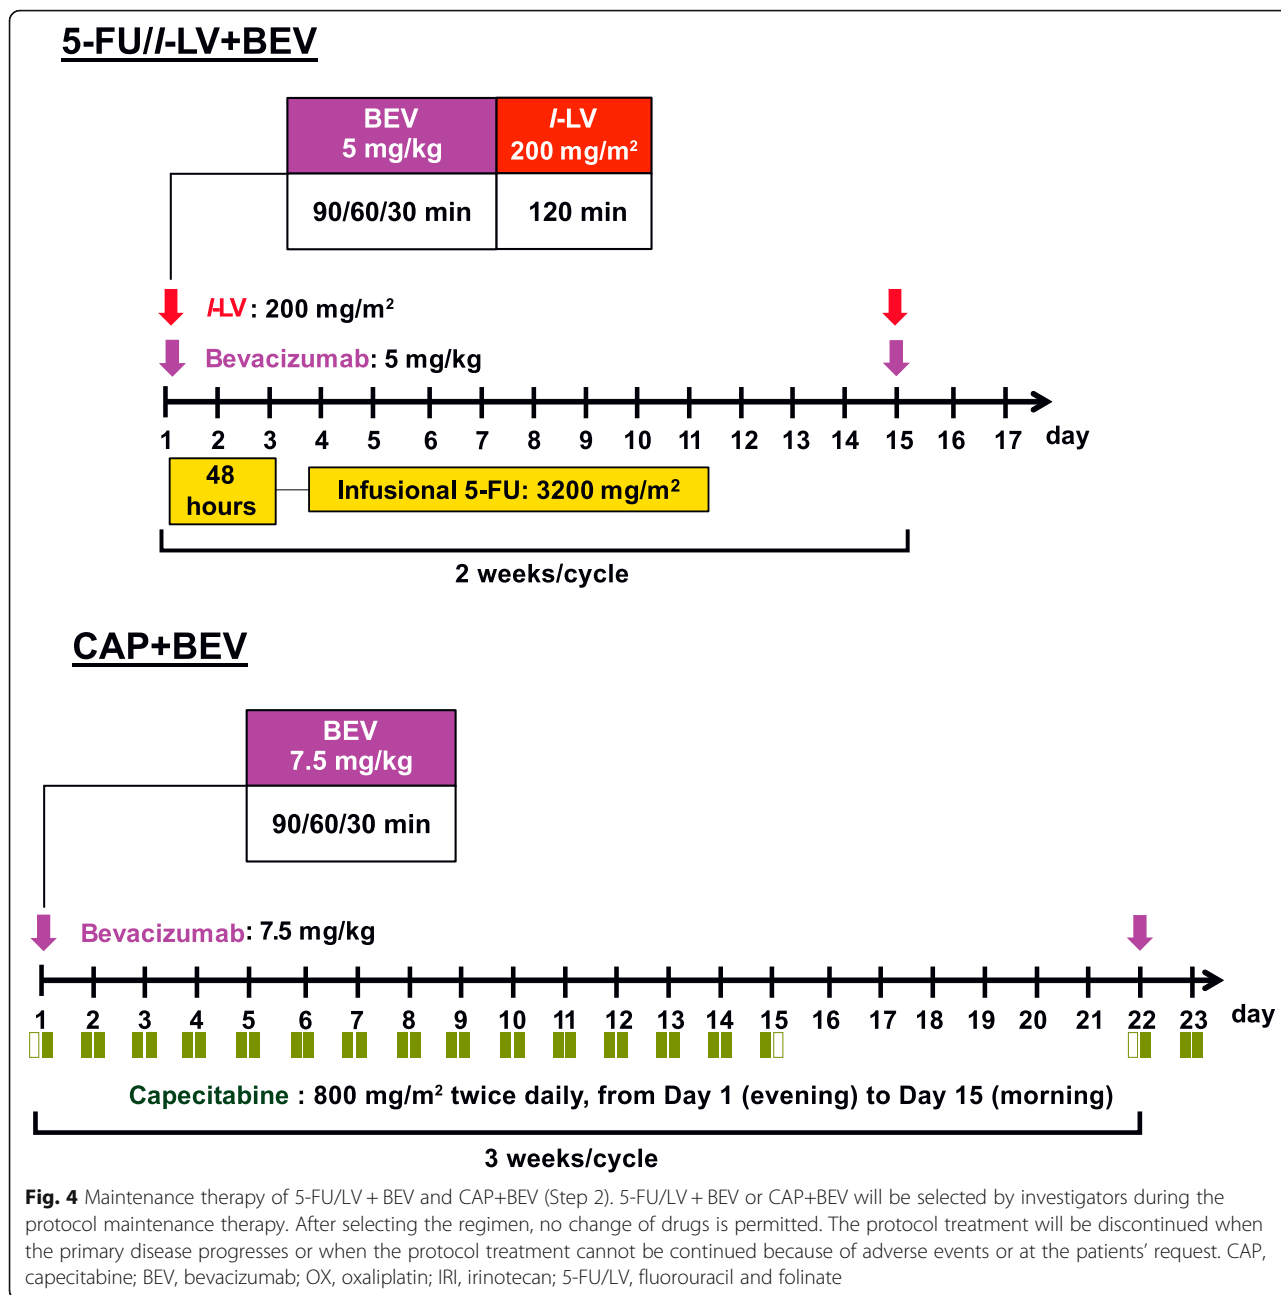 5-FU/l-LV+BEV
BEV
5 mg/kg
l-LV
200 mg/m²
90/60/30 min
120 min
l-LV : 200 mg/m²
Bevacizumab: 5 mg/kg
1 2 3 4 5 6 7 8 9 10 11 12 13 14 15 16 17 day
48
hours
Infusional 5-FU: 3200 mg/m²
2 weeks/cycle
CAP+BEV
BEV
7.5 mg/kg
90/60/30 min
Bevacizumab: 7.5 mg/kg
1 2 3 4 5 6 7 8 9 10 11 12 13 14 15 16 17 18 19 20 21 22 23 day
Capecitabine : 800 mg/m² twice daily, from Day 1 (evening) to Day 15 (morning)
3 weeks/cycle
Fig. 4 Maintenance therapy of 5-FU/LV + BEV and CAP+BEV (Step 2). 5-FU/LV + BEV or CAP+BEV will be selected by investigators during the
protocol maintenance therapy. After selecting the regimen, no change of drugs is permitted. The protocol treatment will be discontinued when
the primary disease progresses or when the protocol treatment cannot be continued because of adverse events or at the patients' request. CAP,
capecitabine; BEV, bevacizumab; OX, oxaliplatin; IRI, irinotecan; 5-FU/LV, fluorouracil and folinate